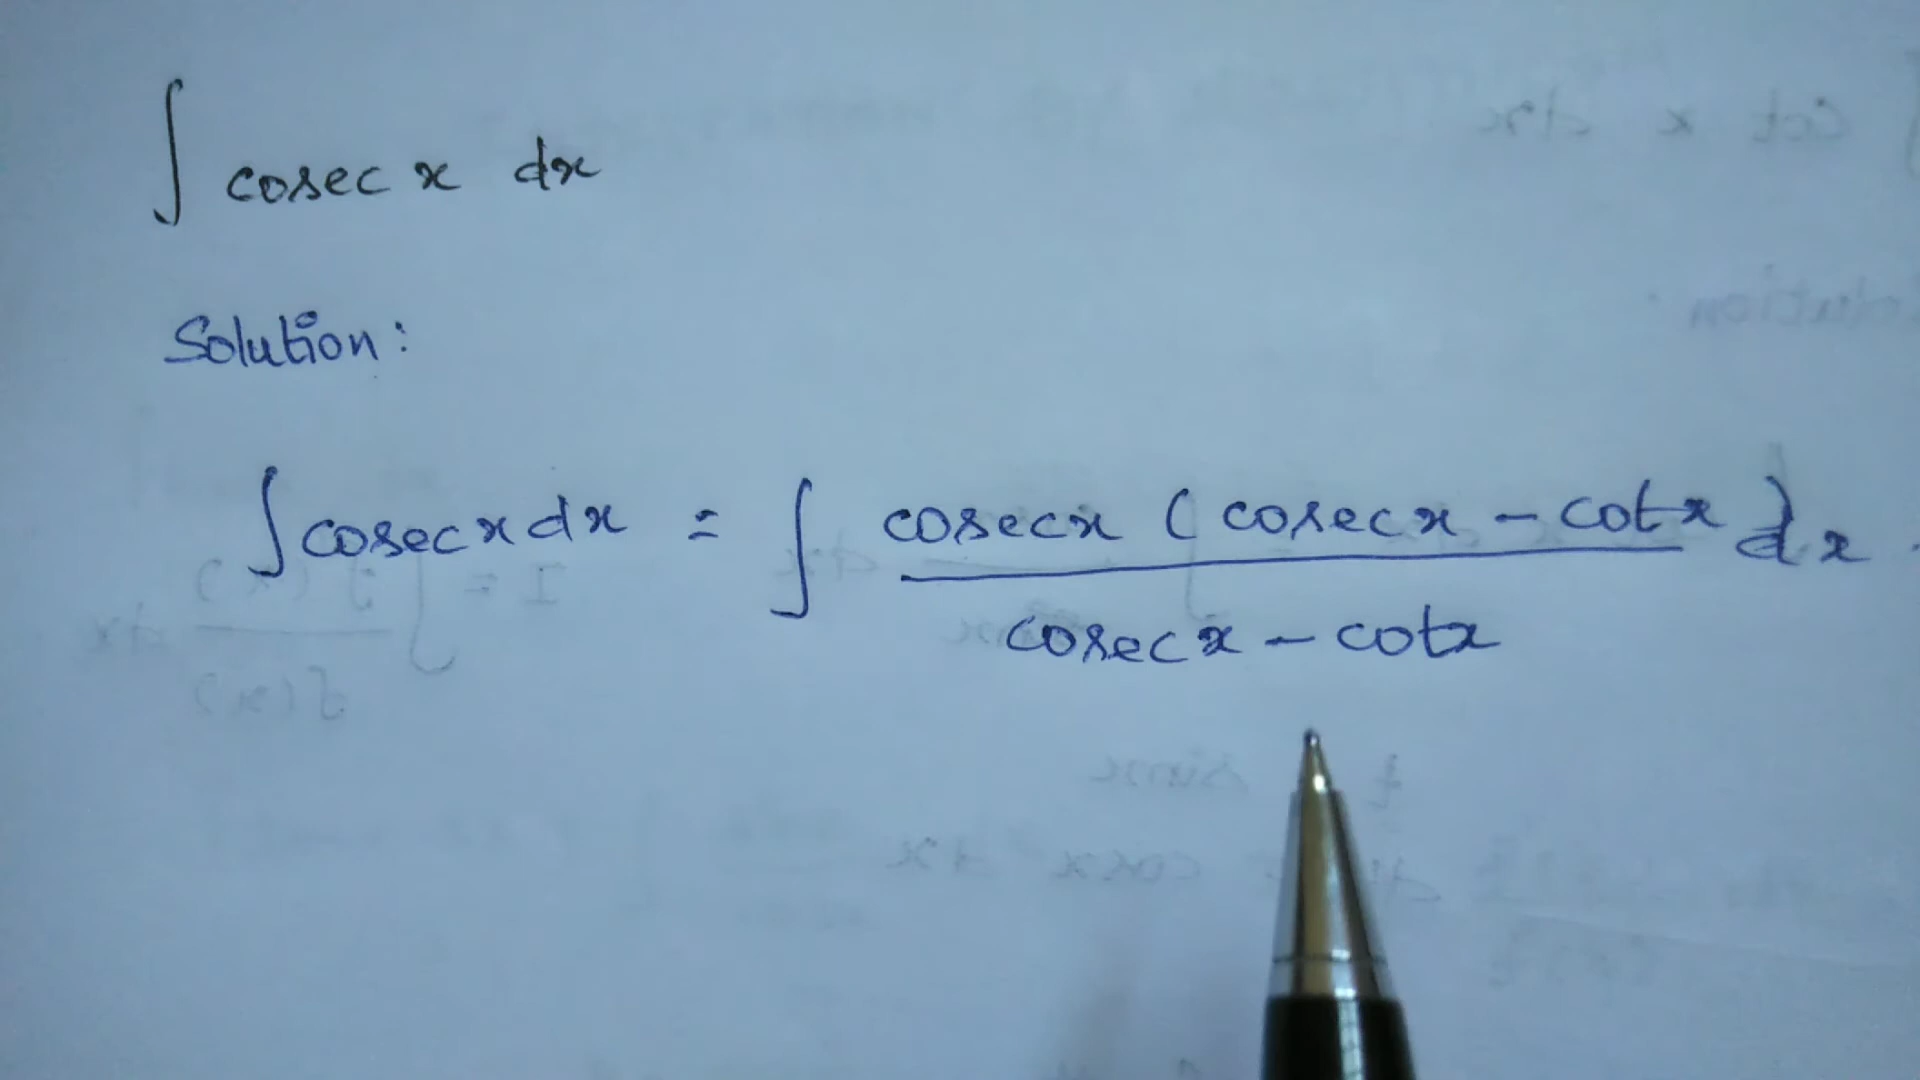 ∫ cosec x dx
Solution:
∫ cosec x dx = ∫ cosec x ( cosec x - cot x ) dx
cosec x - cot x